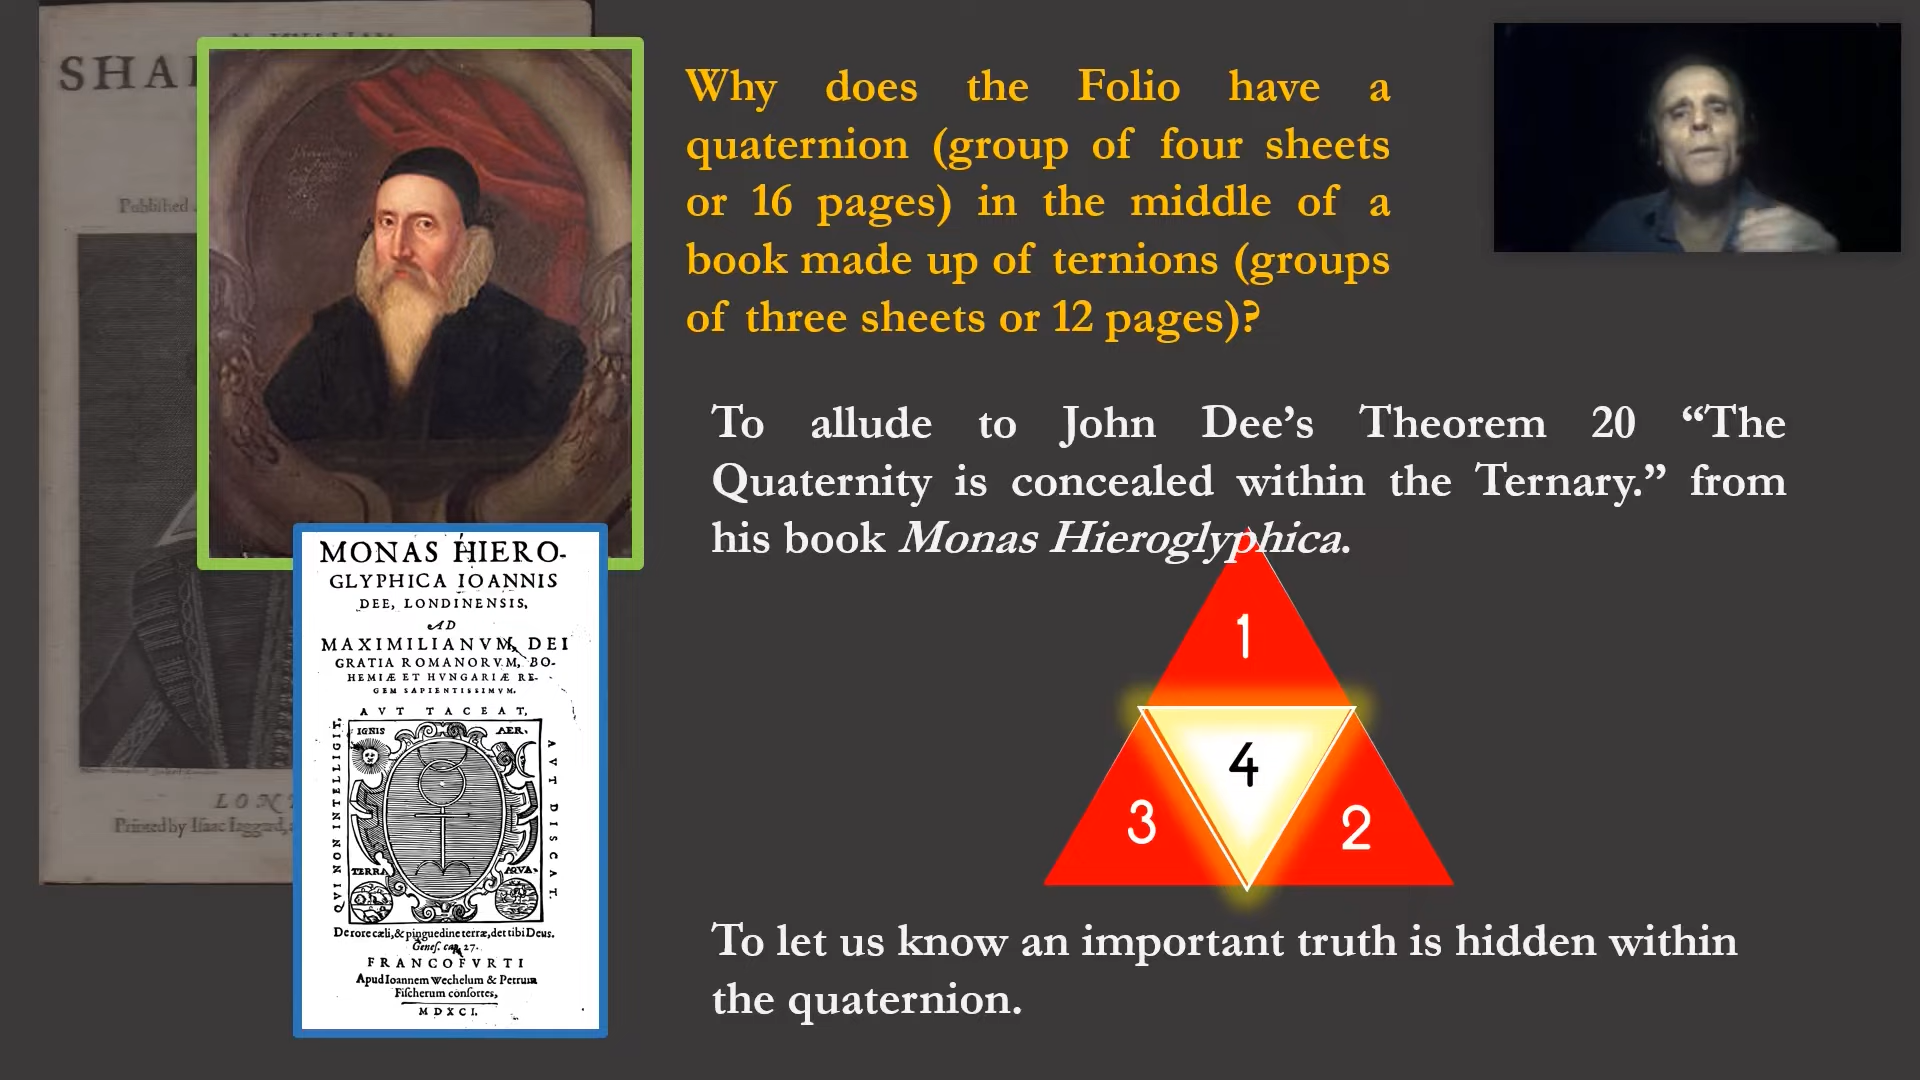 SHA
Published
LON
Printed by Isaac Iaggard,
Why does the Folio have a
quaternion (group of four sheets
or 16 pages) in the middle of a
book made up of ternions (groups
of three sheets or 12 pages)?
To allude to John Dee’s Theorem 20 “The
Quaternity is concealed within the Ternary.” from
his book Monas Hieroglyphica.
1
4
3
2
To let us know an important truth is hidden within
the quaternion.
MONAS HIERO-
GLYPHICA IOANNIS
DEE, LONDINENSIS,
AD
MAXIMILIANVM, DEI
GRATIA ROMANORVM, BO-
HEMIÆ ET HVNGARIÆ RE-
GEM SAPIENTISSIMVM.
AVT TACEAT,
QVI NON INTELLIGIT,
AVT DISCAT.
IGNIS
AER.
TERRA
AQVA.
De rore cæli, & pinguedine terræ, det tibi Deus.
Genes. cap. 27.
FRANCOFVRTI
Apud Ioannem Wechelum & Petrum
Fischerum consortes,
MDXCI.